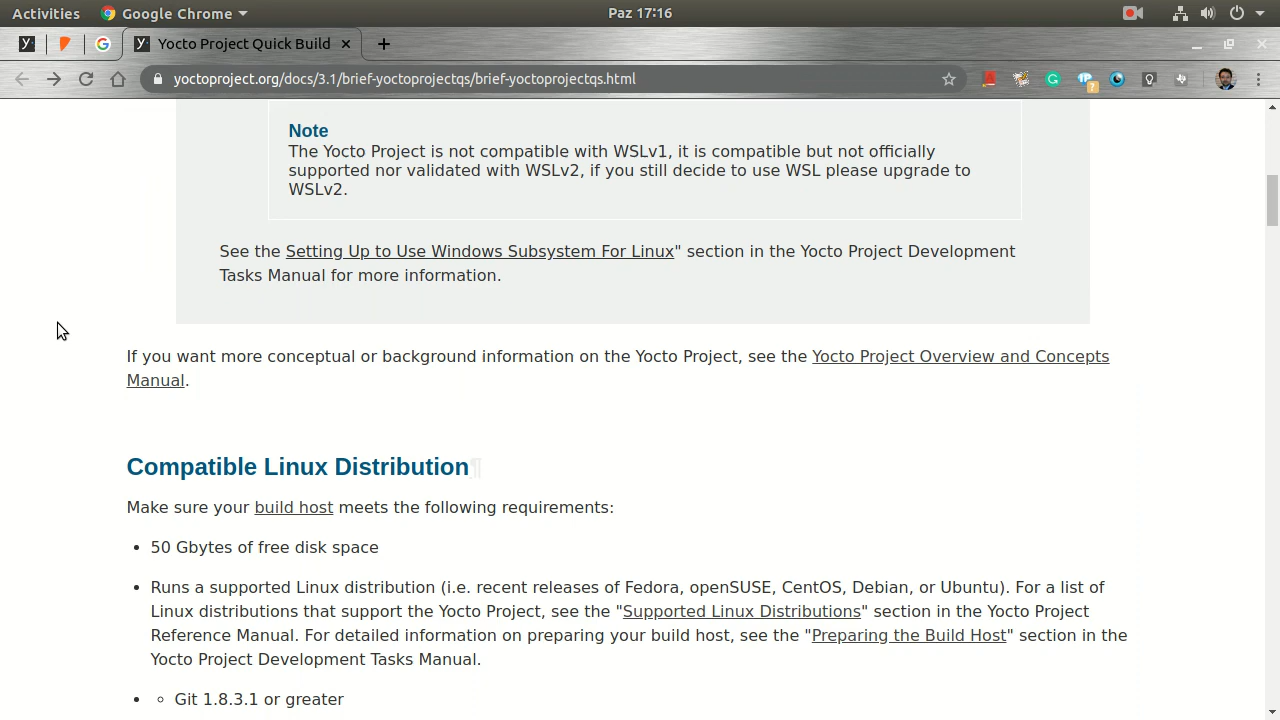 Activities
Google Chrome
Paz 17:16
Yocto Project Quick Build
yoctoproject.org/docs/3.1/brief-yoctoprojectqs/brief-yoctoprojectqs.html
Note
The Yocto Project is not compatible with WSLv1, it is compatible but not officially
supported nor validated with WSLv2, if you still decide to use WSL please upgrade to
WSLv2.
See the Setting Up to Use Windows Subsystem For Linux" section in the Yocto Project Development
Tasks Manual for more information.
If you want more conceptual or background information on the Yocto Project, see the Yocto Project Overview and Concepts
Manual.
Compatible Linux Distribution¶
Make sure your build host meets the following requirements:
• 50 Gbytes of free disk space
• Runs a supported Linux distribution (i.e. recent releases of Fedora, openSUSE, CentOS, Debian, or Ubuntu). For a list of
Linux distributions that support the Yocto Project, see the "Supported Linux Distributions" section in the Yocto Project
Reference Manual. For detailed information on preparing your build host, see the "Preparing the Build Host" section in the
Yocto Project Development Tasks Manual.
• ◦ Git 1.8.3.1 or greater